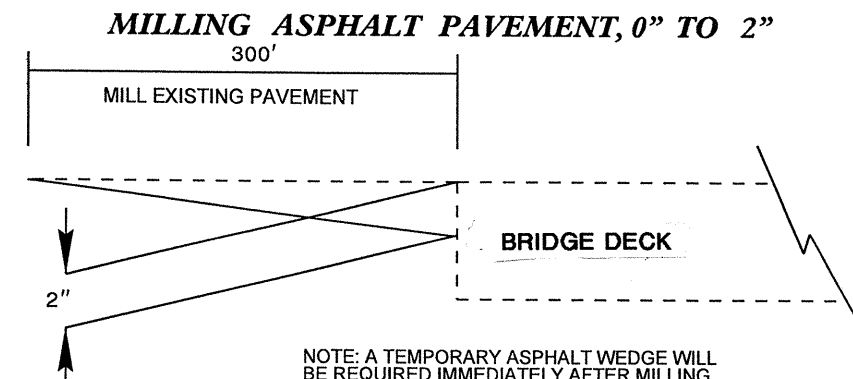 MILLING ASPHALT PAVEMENT, 0" TO 2"
300'
MILL EXISTING PAVEMENT
BRIDGE DECK
2"
NOTE: A TEMPORARY ASPHALT WEDGE WILL
BE REQUIRED IMMEDIATELY AFTER MILLING